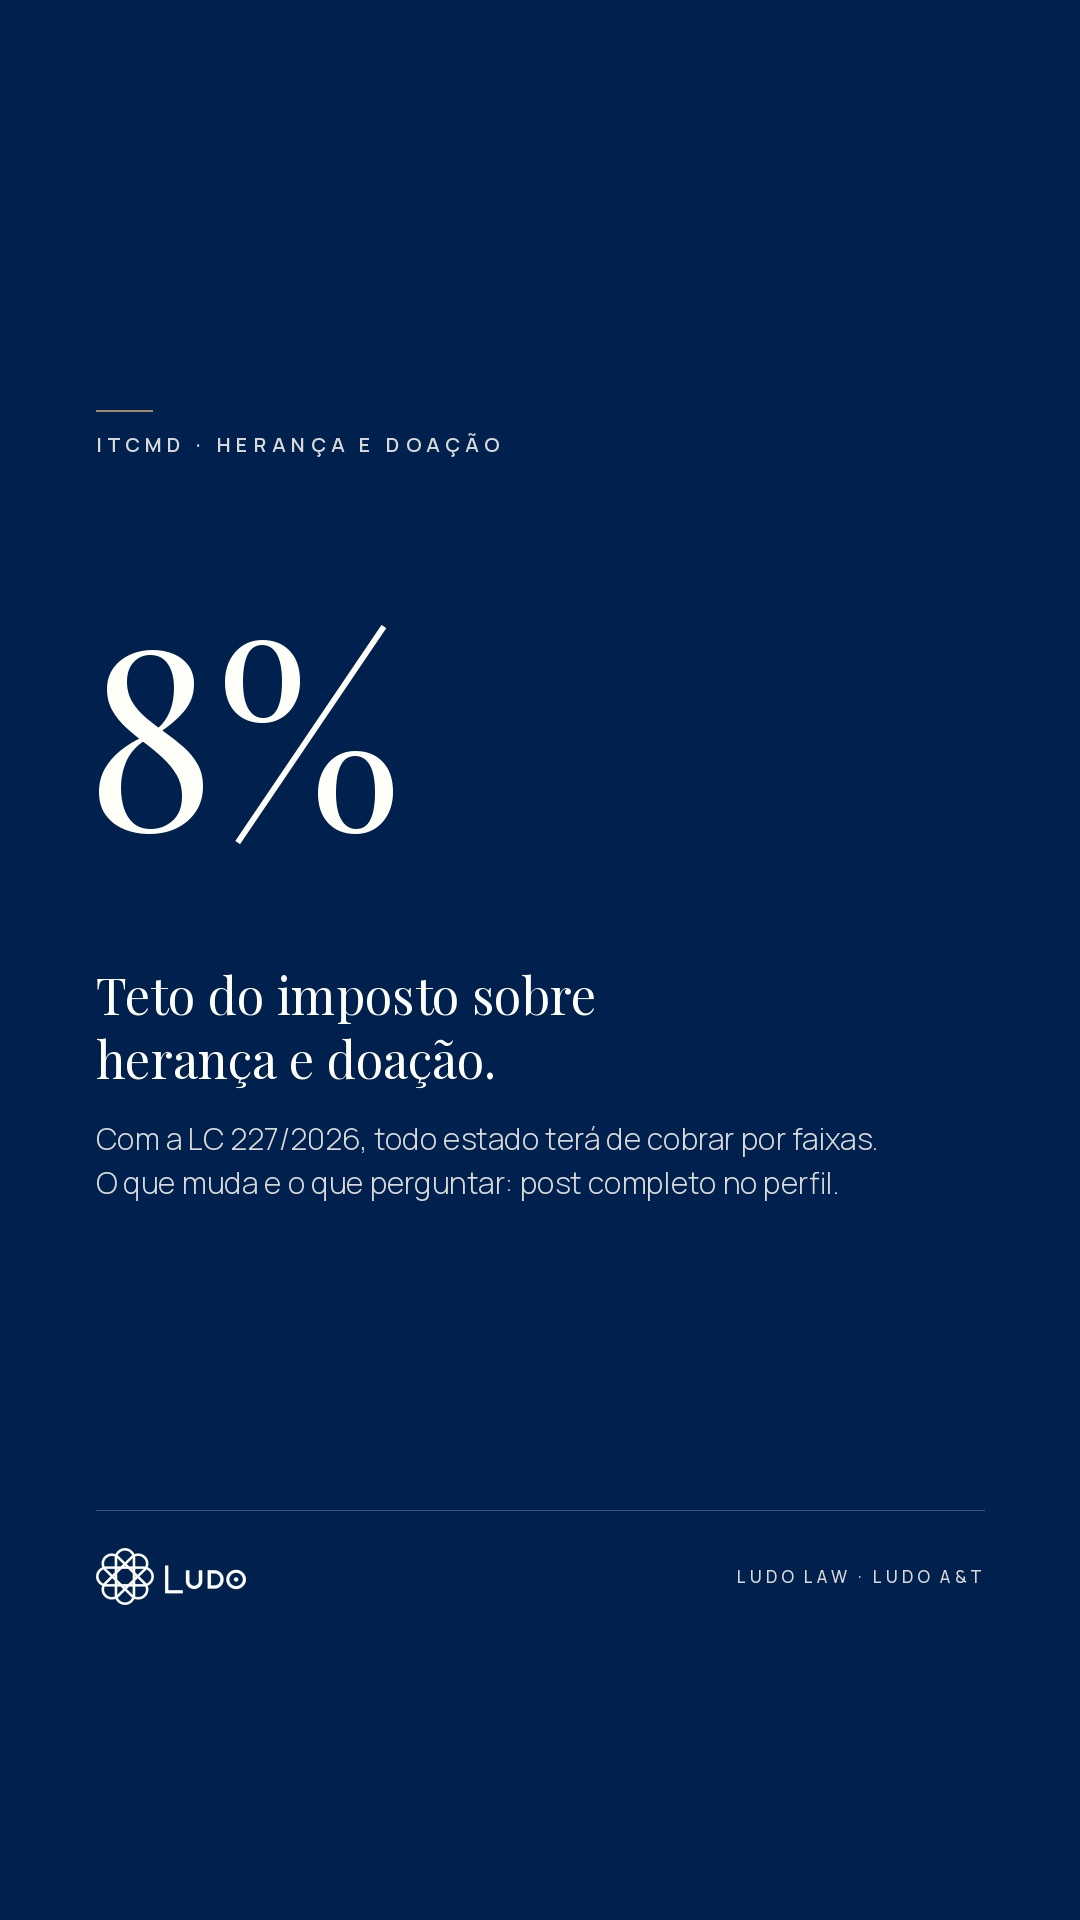 ITCMD · HERANÇA E DOAÇÃO
8%
Teto do imposto sobre
herança e doação.
Com a LC 227/2026, todo estado terá de cobrar por faixas.
O que muda e o que perguntar: post completo no perfil.
LUDO
LUDO LAW · LUDO A&T